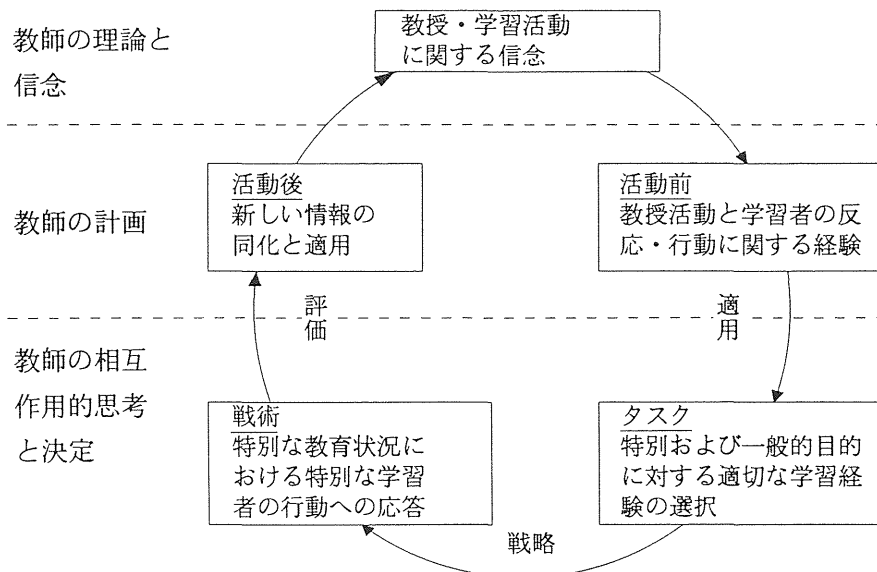 教師の理論と
信念
教授・学習活動
に関する信念
教師の計画
活動後
新しい情報の
同化と適用
活動前
教授活動と学習者の反
応・行動に関する経験
評
価
適
用
教師の相互
作用的思考
と決定
戦術
特別な教育状況に
おける特別な学習
者の行動への応答
タスク
特別および一般的目的
に対する適切な学習経
験の選択
戦略